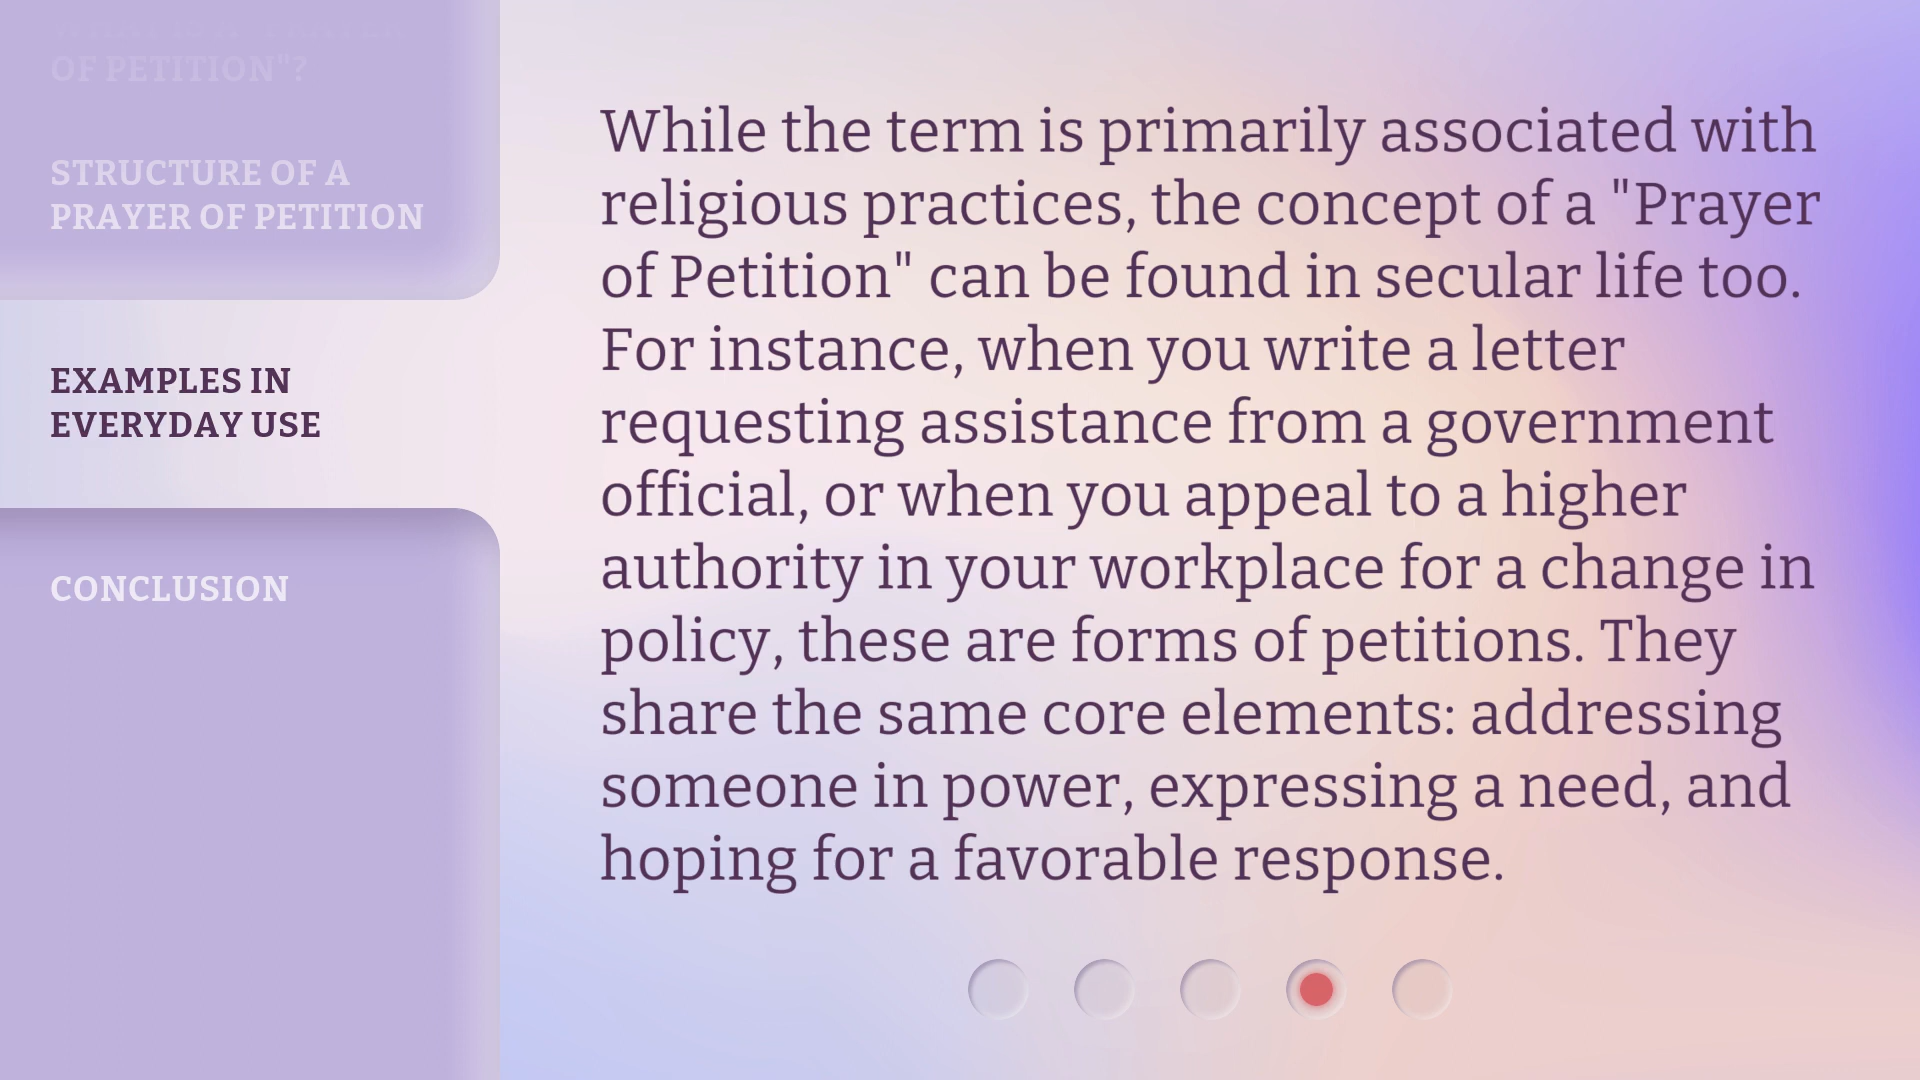 OF PETITION"?
STRUCTURE OF A
PRAYER OF PETITION
EXAMPLES IN
EVERYDAY USE
CONCLUSION
While the term is primarily associated with
religious practices, the concept of a "Prayer
of Petition" can be found in secular life too.
For instance, when you write a letter
requesting assistance from a government
official, or when you appeal to a higher
authority in your workplace for a change in
policy, these are forms of petitions. They
share the same core elements: addressing
someone in power, expressing a need, and
hoping for a favorable response.